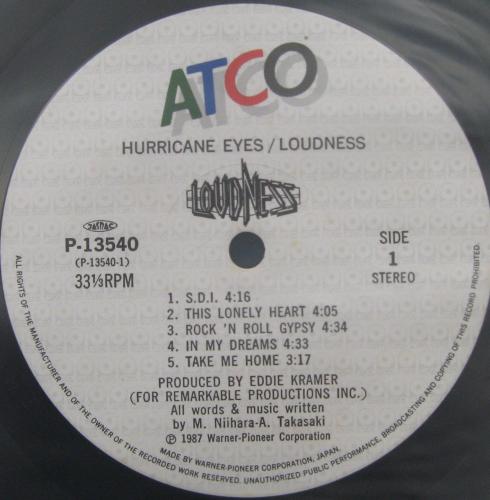 ATCO
HURRICANE EYES / LOUDNESS
LOUDNESS
JASRAC
P-13540
(P-13540-1)
33⅓RPM
SIDE
1
STEREO
1. S.D.I. 4:16
2. THIS LONELY HEART 4:05
3. ROCK 'N ROLL GYPSY 4:34
4. IN MY DREAMS 4:33
5. TAKE ME HOME 3:17
PRODUCED BY EDDIE KRAMER
(FOR REMARKABLE PRODUCTIONS INC.)
All words & music written
by M. Niihara-A. Takasaki
Ⓟ 1987 Warner-Pioneer Corporation
MADE BY WARNER-PIONEER CORPORATION, JAPAN.
ALL RIGHTS OF THE MANUFACTURER AND OF THE OWNER OF THE RECORDED WORK RESERVED. UNAUTHORIZED PUBLIC PERFORMANCE, BROADCASTING AND COPYING OF THIS RECORD PROHIBITED.